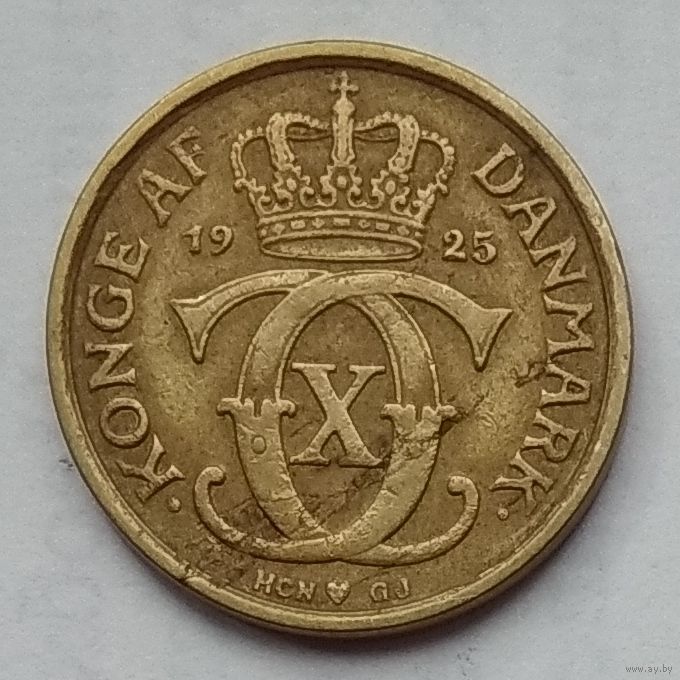 · KONGE AF DANMARK ·
19 25
X
HCN ♥ GJ
www.ay.by